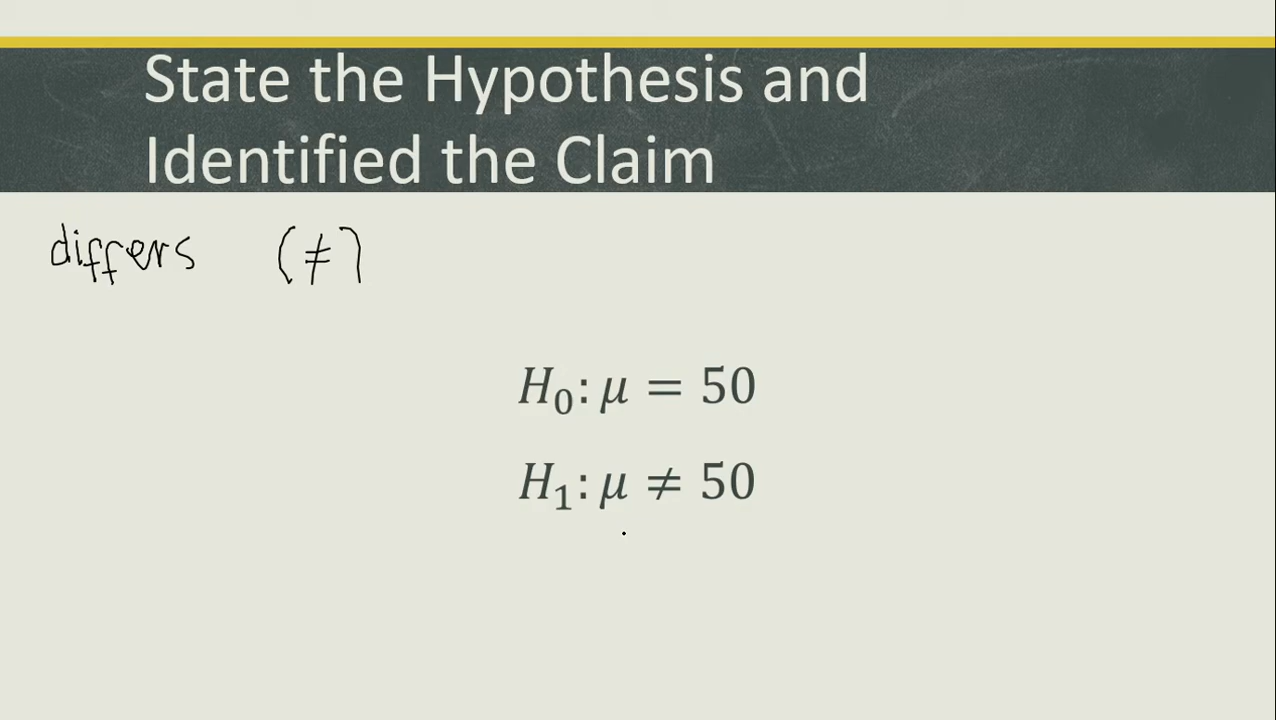 State the Hypothesis and
Identified the Claim
differs (≠)
H₀: μ = 50
H₁: μ ≠ 50